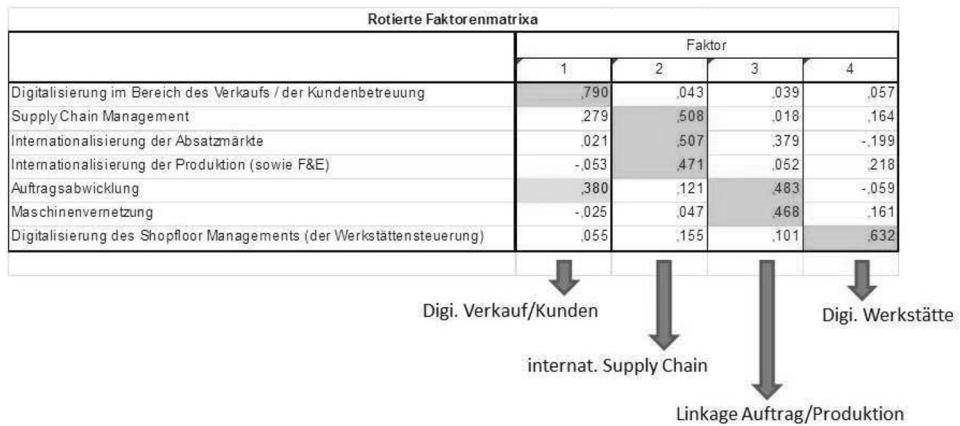 Rotierte Faktorenmatrixa
Faktor
1 2 3 4
Digitalisierung im Bereich des Verkaufs / der Kundenbetreuung ,790 ,043 ,039 ,057
Supply Chain Management ,279 ,508 ,018 ,164
Internationalisierung der Absatzmärkte ,021 ,507 ,379 -,199
Internationalisierung der Produktion (sowie F&E) -,053 ,471 ,052 ,218
Auftragsabwicklung ,380 ,121 ,483 -,059
Maschinenvernetzung -,025 ,047 ,468 ,161
Digitalisierung des Shopfloor Managements (der Werkstättensteuerung) ,055 ,155 ,101 ,632
Digi. Verkauf/Kunden
Digi. Werkstätte
internat. Supply Chain
Linkage Auftrag/Produktion